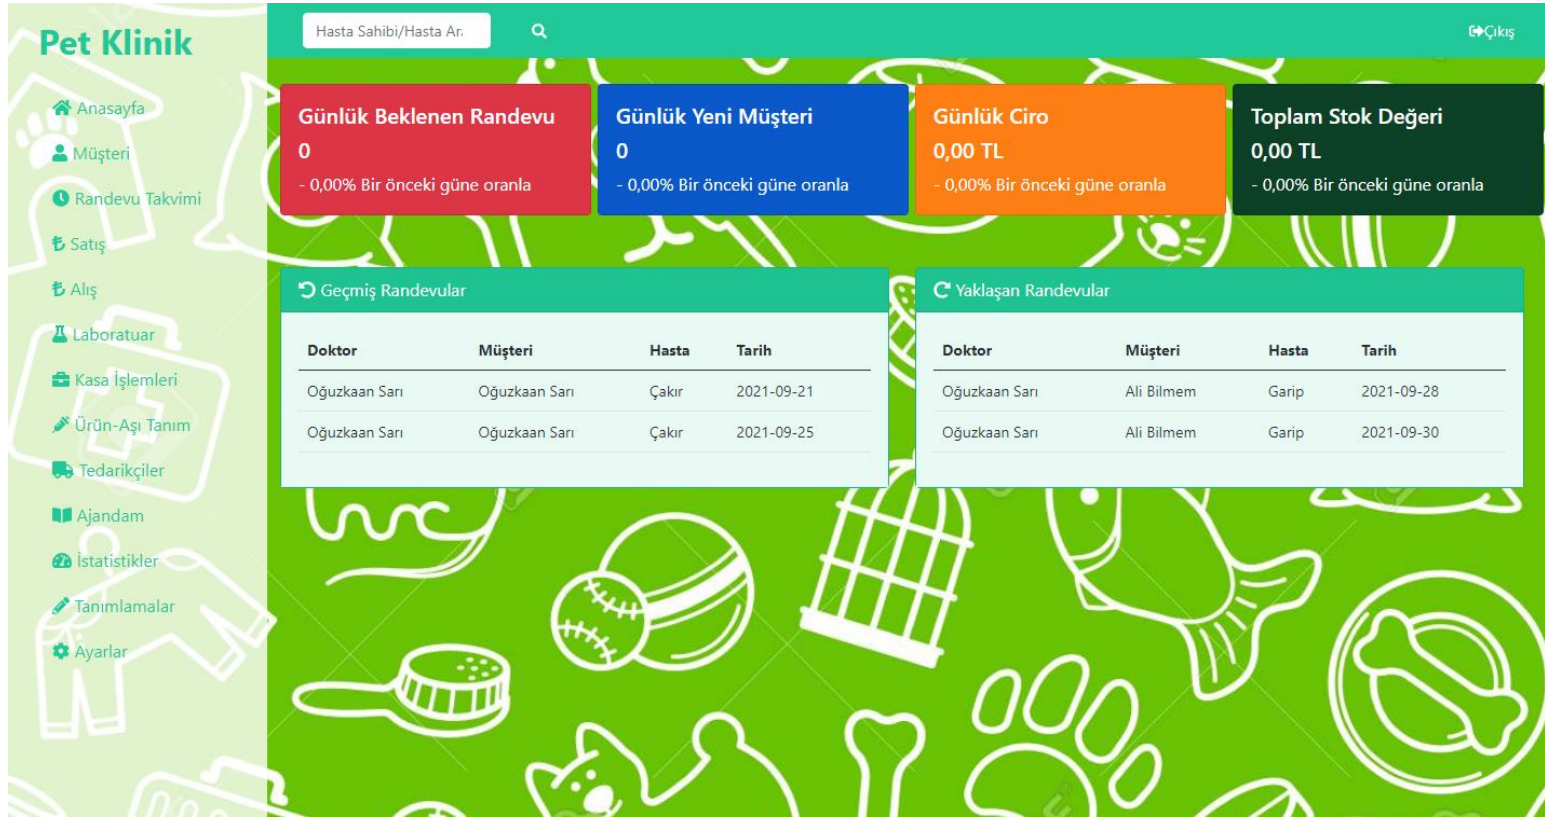 Pet Klinik
Hasta Sahibi/Hasta Ar
Çıkış
Anasayfa
Müşteri
Randevu Takvimi
Satış
Alış
Laboratuar
Kasa İşlemleri
Ürün-Aşı Tanım
Tedarikçiler
Ajandam
İstatistikler
Tanımlamalar
Ayarlar
Günlük Beklenen Randevu
0
- 0,00% Bir önceki güne oranla
Günlük Yeni Müşteri
0
- 0,00% Bir önceki güne oranla
Günlük Ciro
0,00 TL
- 0,00% Bir önceki güne oranla
Toplam Stok Değeri
0,00 TL
- 0,00% Bir önceki güne oranla
Geçmiş Randevular
Doktor Müşteri Hasta Tarih
Oğuzkaan Sarı Oğuzkaan Sarı Çakır 2021-09-21
Oğuzkaan Sarı Oğuzkaan Sarı Çakır 2021-09-25
Yaklaşan Randevular
Doktor Müşteri Hasta Tarih
Oğuzkaan Sarı Ali Bilmem Garip 2021-09-28
Oğuzkaan Sarı Ali Bilmem Garip 2021-09-30